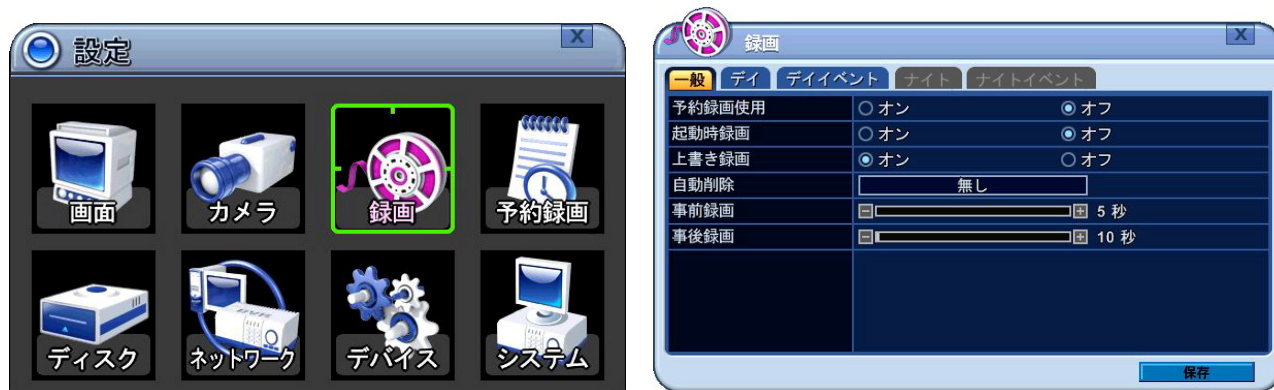 設定
X
画面
カメラ
録画
予約録画
ディスク
ネットワーク
デバイス
システム
録画
X
一般 デイ デイイベント ナイト ナイトイベント
予約録画使用 オン オフ
起動時録画 オン オフ
上書き録画 オン オフ
自動削除 無し
事前録画 5 秒
事後録画 10 秒
保存